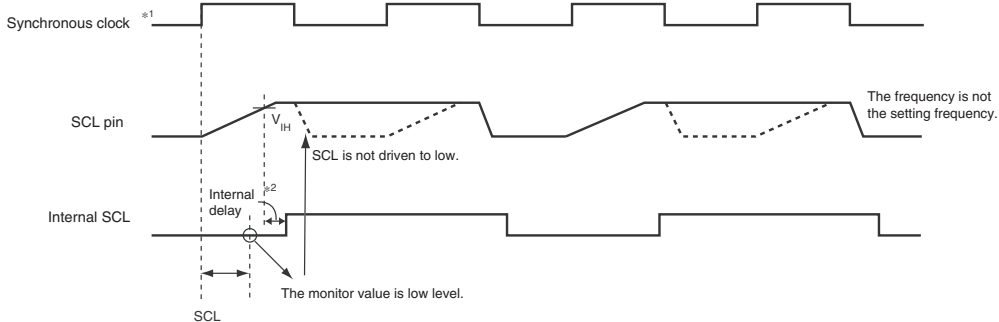 Synchronous clock *1
SCL pin
VIH
SCL is not driven to low.
The frequency is not
the setting frequency.
Internal *2
delay
Internal SCL
The monitor value is low level.
SCL